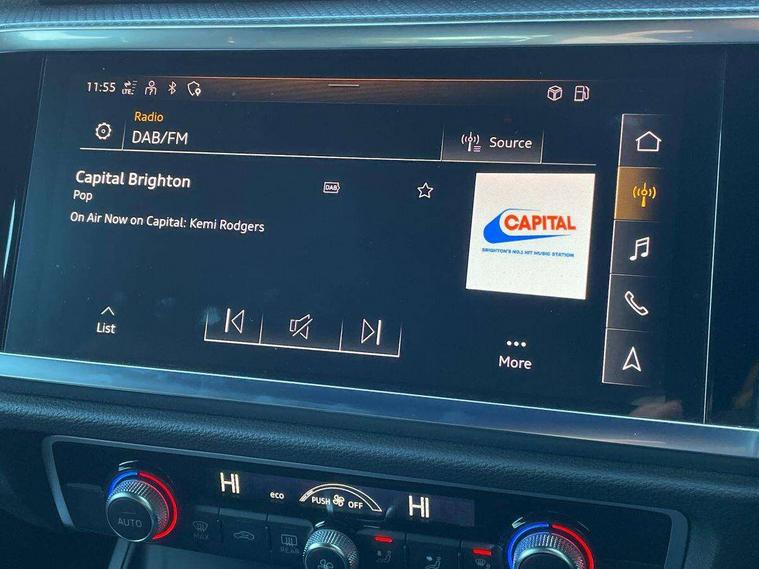 11:55
LTE
Radio
DAB/FM
Source
Capital Brighton
DAB
Pop
On Air Now on Capital: Kemi Rodgers
CAPITAL
BRIGHTON'S NO.1 HIT MUSIC STATION
List
More
HI
eco
PUSH OFF
HI
AUTO
MAX
REAR